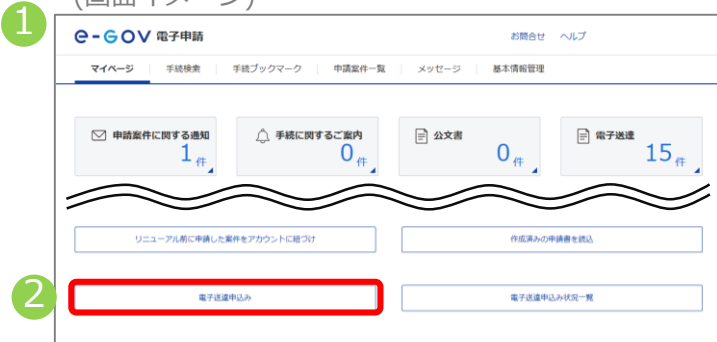 (画面イメージ)
1
e-GOV 電子申請
お問合せ ヘルプ
マイページ 手続検索 手続ブックマーク 申請案件一覧 メッセージ 基本情報管理
申請案件に関する通知 手続に関するご案内 公文書 電子送達
1件 0件 0件 15件
リニューアル前に申請した案件をアカウントに紐づけ 作成済みの申請書を読込
2
電子送達申込み 電子送達申込み状況一覧